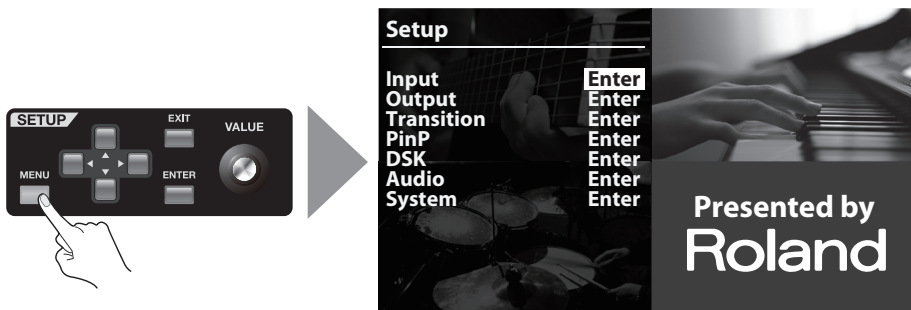 SETUP
EXIT
VALUE
MENU
ENTER
Setup
Input Enter
Output Enter
Transition Enter
PinP Enter
DSK Enter
Audio Enter
System Enter
Presented by
Roland